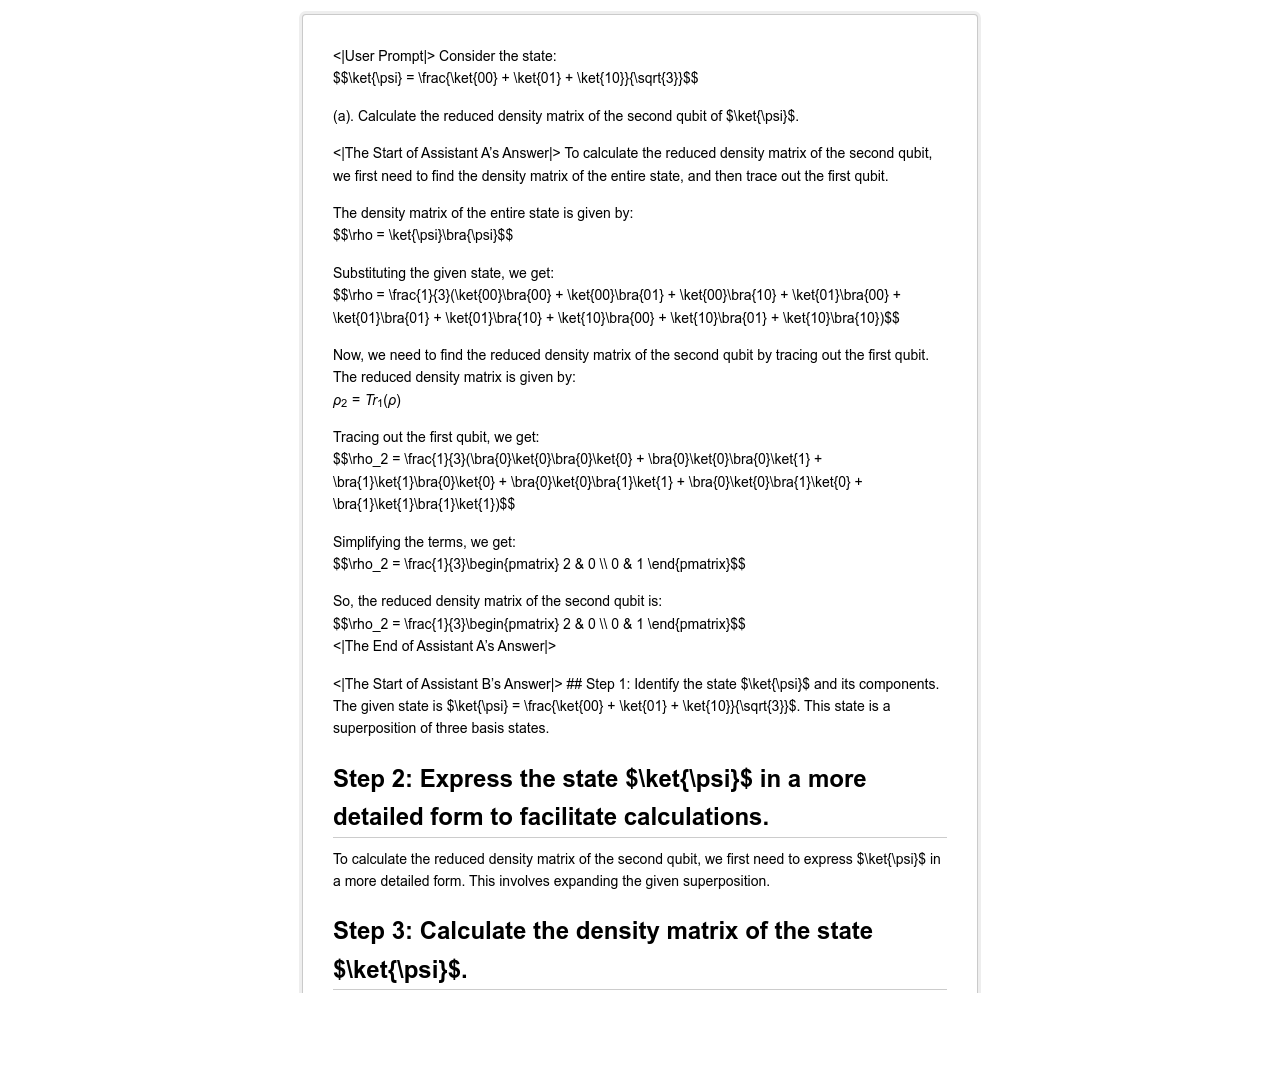 <|User Prompt|> Consider the state:
$$\ket{\psi} = \frac{\ket{00} + \ket{01} + \ket{10}}{\sqrt{3}}$$
(a). Calculate the reduced density matrix of the second qubit of $\ket{\psi}$.
<|The Start of Assistant A’s Answer|> To calculate the reduced density matrix of the second qubit,
we first need to find the density matrix of the entire state, and then trace out the first qubit.
The density matrix of the entire state is given by:
$$\rho = \ket{\psi}\bra{\psi}$$
Substituting the given state, we get:
$$\rho = \frac{1}{3}(\ket{00}\bra{00} + \ket{00}\bra{01} + \ket{00}\bra{10} + \ket{01}\bra{00} +
\ket{01}\bra{01} + \ket{01}\bra{10} + \ket{10}\bra{00} + \ket{10}\bra{01} + \ket{10}\bra{10})$$
Now, we need to find the reduced density matrix of the second qubit by tracing out the first qubit.
The reduced density matrix is given by:
ρ2 = Tr1(ρ)
Tracing out the first qubit, we get:
$$\rho_2 = \frac{1}{3}(\bra{0}\ket{0}\bra{0}\ket{0} + \bra{0}\ket{0}\bra{0}\ket{1} +
\bra{1}\ket{1}\bra{0}\ket{0} + \bra{0}\ket{0}\bra{1}\ket{1} + \bra{0}\ket{0}\bra{1}\ket{0} +
\bra{1}\ket{1}\bra{1}\ket{1})$$
Simplifying the terms, we get:
$$\rho_2 = \frac{1}{3}\begin{pmatrix} 2 & 0 \\ 0 & 1 \end{pmatrix}$$
So, the reduced density matrix of the second qubit is:
$$\rho_2 = \frac{1}{3}\begin{pmatrix} 2 & 0 \\ 0 & 1 \end{pmatrix}$$
<|The End of Assistant A’s Answer|>
<|The Start of Assistant B’s Answer|> ## Step 1: Identify the state $\ket{\psi}$ and its components.
The given state is $\ket{\psi} = \frac{\ket{00} + \ket{01} + \ket{10}}{\sqrt{3}}$. This state is a
superposition of three basis states.
Step 2: Express the state $\ket{\psi}$ in a more
detailed form to facilitate calculations.
To calculate the reduced density matrix of the second qubit, we first need to express $\ket{\psi}$ in
a more detailed form. This involves expanding the given superposition.
Step 3: Calculate the density matrix of the state
$\ket{\psi}$.